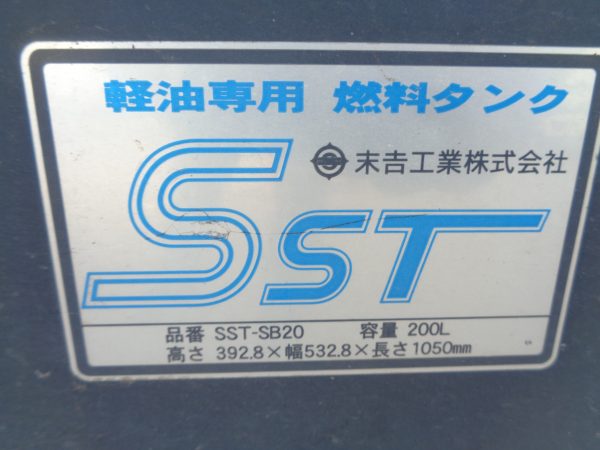 軽油専用 燃料タンク
末吉工業株式会社
SST
品番 SST-SB20 容量 200L
高さ 392.8×幅532.8×長さ1050mm